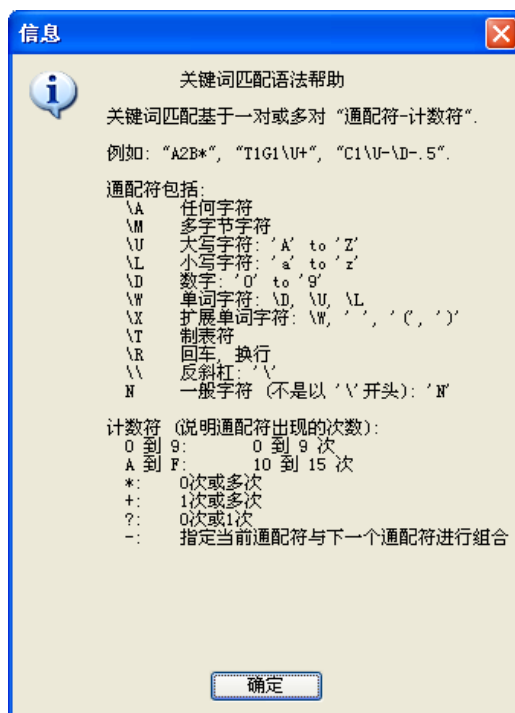 信息
关键词匹配语法帮助
关键词匹配基于一对或多对 “通配符-计数符”.
例如: “A2B*”, “T1G1\U+”, “C1\U-\D-.5”.
通配符包括:
\A 任何字符
\M 多字节字符
\U 大写字符: 'A' to 'Z'
\L 小写字符: 'a' to 'z'
\D 数字: '0' to '9'
\W 单词字符: \D, \U, \L
\X 扩展单词字符: \W, ' ', '(', ')'
\T 制表符
\R 回车, 换行
\\ 反斜杠: '\'
N 一般字符 (不是以 '\' 开头): 'N'
计数符 (说明通配符出现的次数):
0 到 9: 0 到 9 次
A 到 F: 10 到 15 次
*: 0次或多次
+: 1次或多次
?: 0次或1次
-: 指定当前通配符与下一个通配符进行组合
确定